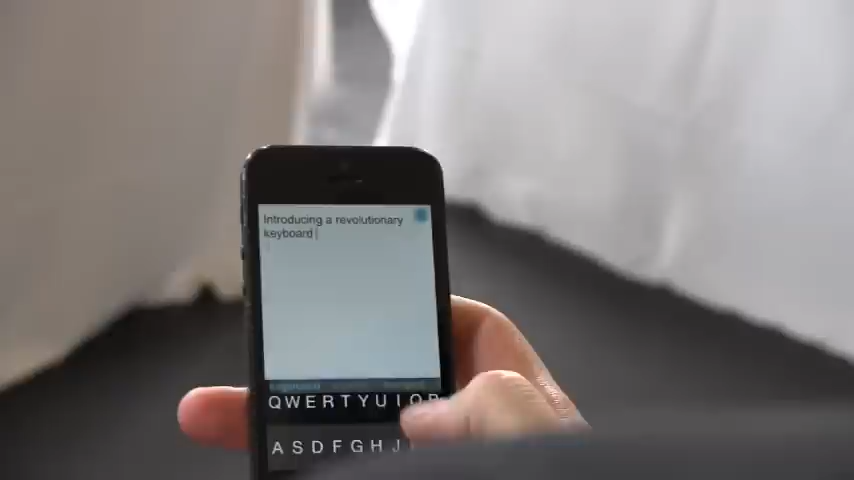 Introducing a revolutionary
keyboard
QWERTYUIOP
ASDFGHJ